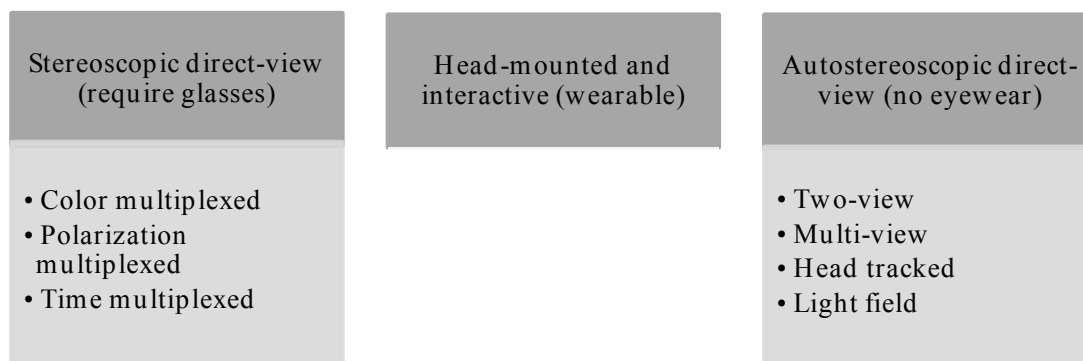 Stereoscopic direct-view
(require glasses)
• Color multiplexed
• Polarization
multiplexed
• Time multiplexed
Head-mounted and
interactive (wearable)
Autostereoscopic direct-
view (no eyewear)
• Two-view
• Multi-view
• Head tracked
• Light field